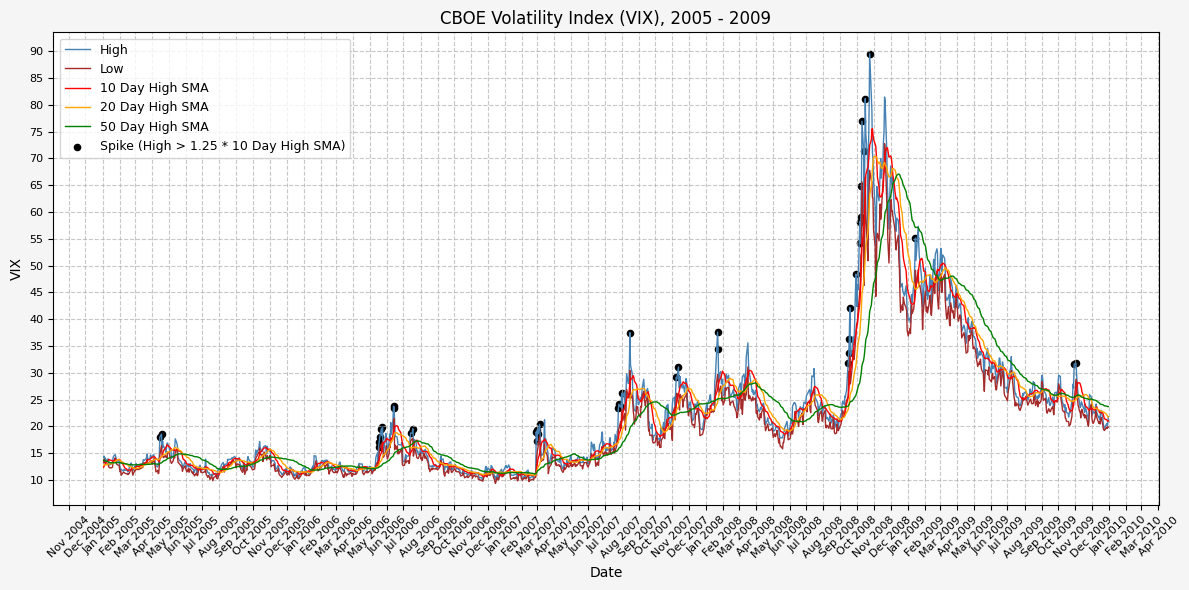 CBOE Volatility Index (VIX), 2005 - 2009
High
Low
10 Day High SMA
20 Day High SMA
50 Day High SMA
Spike (High > 1.25 * 10 Day High SMA)
VIX
90
85
80
75
70
65
60
55
50
45
40
35
30
25
20
15
10
Nov 2004
Dec 2004
Jan 2005
Feb 2005
Mar 2005
Apr 2005
May 2005
Jun 2005
Jul 2005
Aug 2005
Sep 2005
Oct 2005
Nov 2005
Dec 2005
Jan 2006
Feb 2006
Mar 2006
Apr 2006
May 2006
Jun 2006
Jul 2006
Aug 2006
Sep 2006
Oct 2006
Nov 2006
Dec 2006
Jan 2007
Feb 2007
Mar 2007
Apr 2007
May 2007
Jun 2007
Jul 2007
Aug 2007
Sep 2007
Oct 2007
Nov 2007
Dec 2007
Jan 2008
Feb 2008
Mar 2008
Apr 2008
May 2008
Jun 2008
Jul 2008
Aug 2008
Sep 2008
Oct 2008
Nov 2008
Dec 2008
Jan 2009
Feb 2009
Mar 2009
Apr 2009
May 2009
Jun 2009
Jul 2009
Aug 2009
Sep 2009
Oct 2009
Nov 2009
Dec 2009
Jan 2010
Feb 2010
Mar 2010
Apr 2010
Date